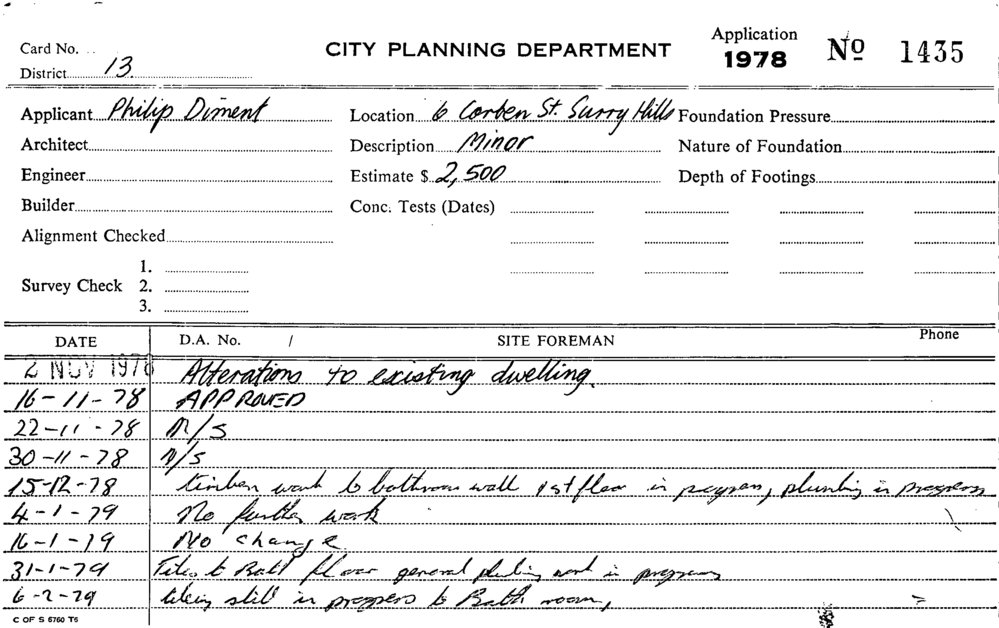 Card No.
CITY PLANNING DEPARTMENT
Application 1978 No 1435
District 13.
Applicant Philip Diment
Location 6 Corben St. Surry Hills
Foundation Pressure
Architect
Description Minor
Nature of Foundation
Engineer
Estimate $ 2,500
Depth of Footings
Builder
Conc. Tests (Dates)
Alignment Checked
Survey Check 1.
2.
3.
DATE D.A. No. / SITE FOREMAN Phone
2 NOV 1978 Alterations to existing dwelling.
16-11-78 APPROVED
22-11-78 N/S
30-11-78 N/S
15-12-78 timber work to bathroom wall 1st floor in progress, plumbing in progress
4-1-79 No further work
16-1-79 No change
31-1-79 Tiles to Bath floor general plumbing work in progress
6-2-79 tiling still in progress to Bath room,
C OF S 6760 T6